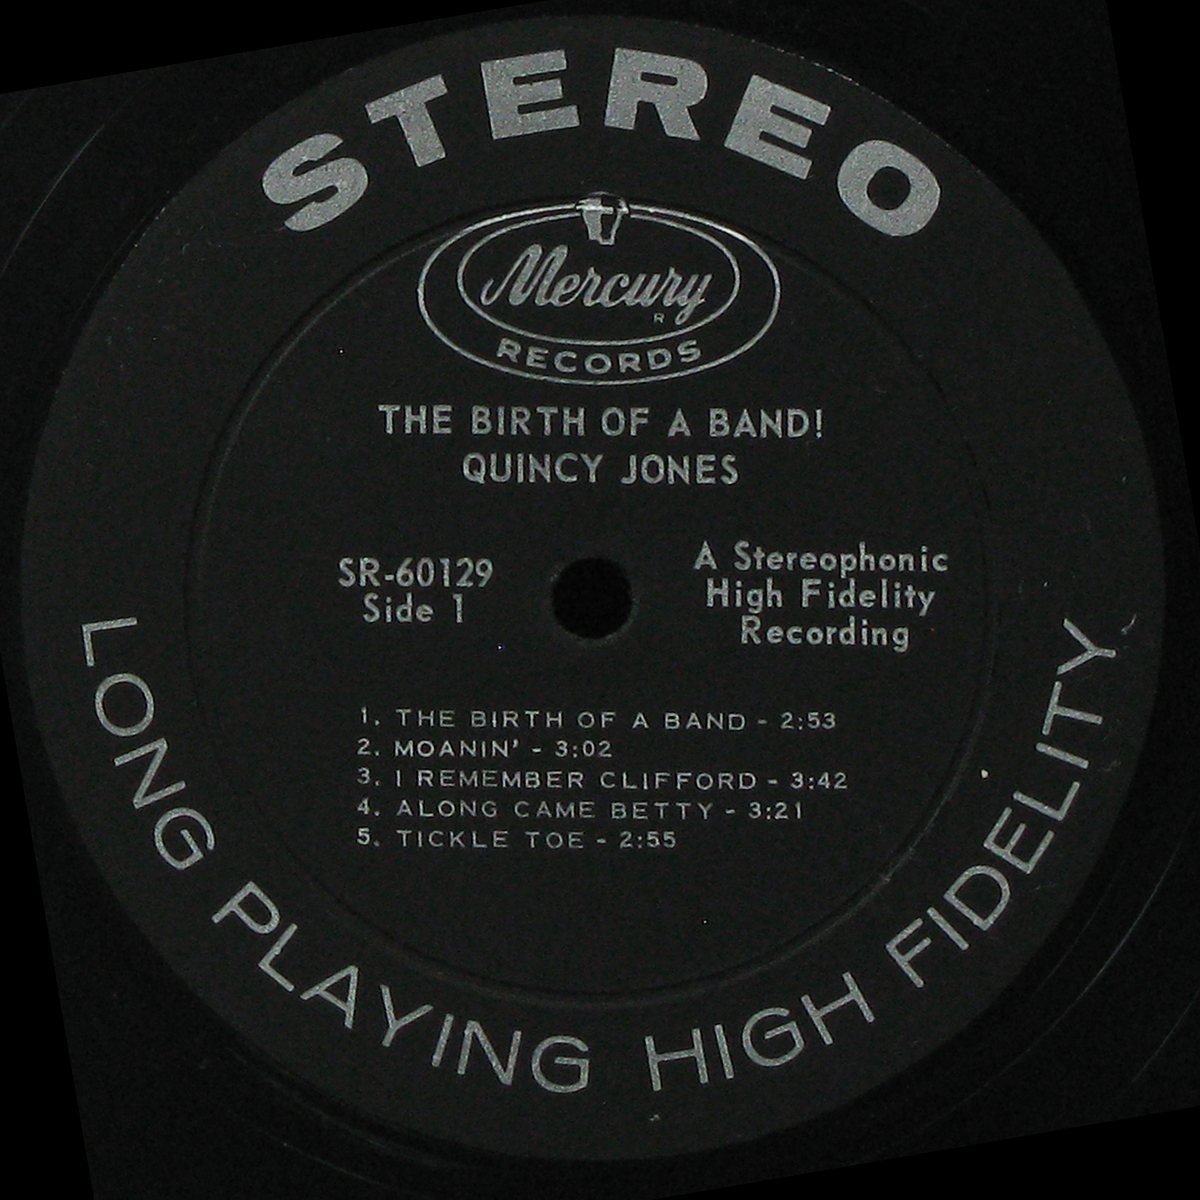 STEREO
Mercury
R
RECORDS
THE BIRTH OF A BAND!
QUINCY JONES
SR-60129
Side 1
A Stereophonic
High Fidelity
Recording
1. THE BIRTH OF A BAND - 2:53
2. MOANIN' - 3:02
3. I REMEMBER CLIFFORD - 3:42
4. ALONG CAME BETTY - 3:21
5. TICKLE TOE - 2:55
LONG PLAYING HIGH FIDELITY